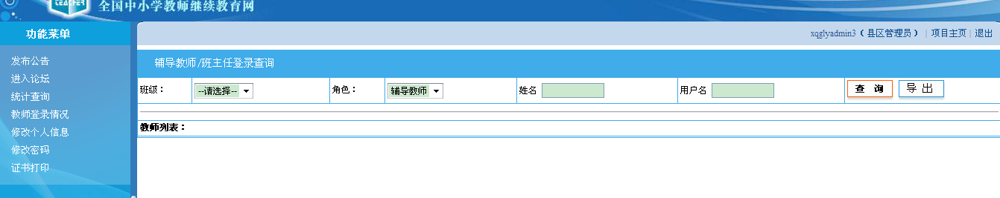 TEACHER
全国中小学教师继续教育网
功能菜单
xqglyadmin3（县区管理员） | 项目主页 | 退出
发布公告
进入论坛
统计查询
教师登录情况
修改个人信息
修改密码
证书打印
辅导教师/班主任登录查询
班级： --请选择-- 角色： 辅导教师 姓名 用户名 查 询 导 出
教师列表：